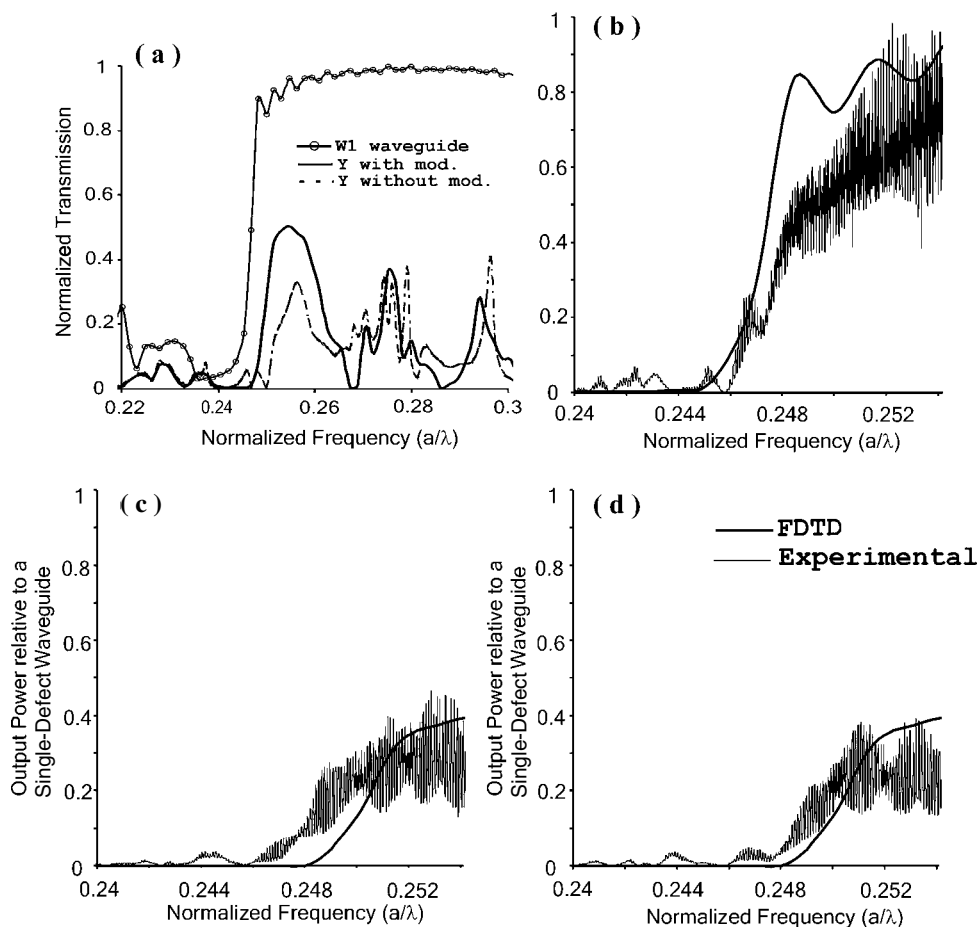 ( a )
1
0.8
0.6
0.4
0.2
0
Normalized Transmission
W1 waveguide
Y with mod.
Y without mod.
0.22
0.24
0.26
0.28
0.3
Normalized Frequency (a/λ)
( b )
1
0.8
0.6
0.4
0.2
0
0.24
0.244
0.248
0.252
Normalized Frequency (a/λ)
( c )
1
0.8
0.6
0.4
0.2
0
Output Power relative to a
Single-Defect Waveguide
0.24
0.244
0.248
0.252
Normalized Frequency (a/λ)
( d )
1
0.8
0.6
0.4
0.2
0
Output Power relative to a
Single-Defect Waveguide
FDTD
Experimental
0.24
0.244
0.248
0.252
Normalized Frequency (a/λ)